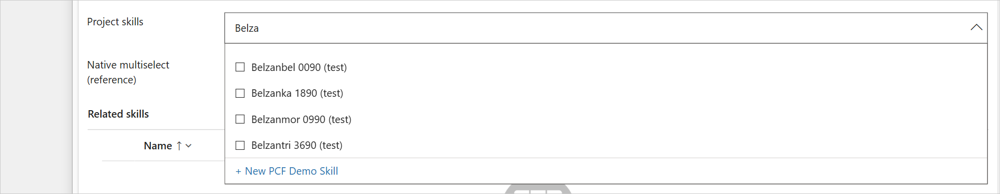 Project skills
Belza
Native multiselect
(reference)
Belzanbel 0090 (test)
Belzanka 1890 (test)
Belzanmor 0990 (test)
Belzantri 3690 (test)
Related skills
Name ↑
+ New PCF Demo Skill